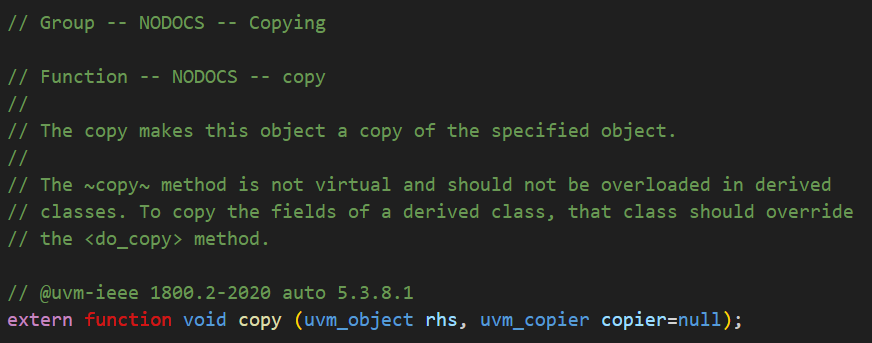 // Group -- NODOCS -- Copying
// Function -- NODOCS -- copy
//
// The copy makes this object a copy of the specified object.
//
// The ~copy~ method is not virtual and should not be overloaded in derived
// classes. To copy the fields of a derived class, that class should override
// the <do_copy> method.
// @uvm-ieee 1800.2-2020 auto 5.3.8.1
extern function void copy (uvm_object rhs, uvm_copier copier=null);